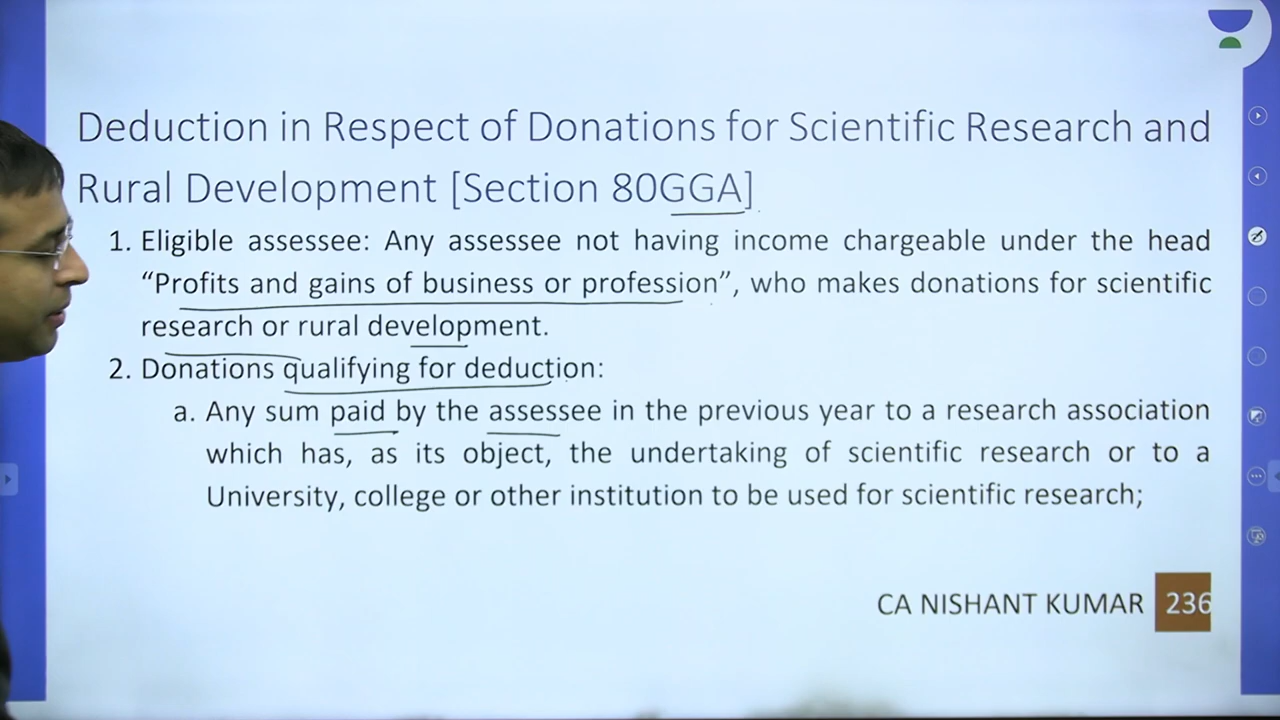 Deduction in Respect of Donations for Scientific Research and
Rural Development [Section 80GGA]
1. Eligible assessee: Any assessee not having income chargeable under the head
“Profits and gains of business or profession”, who makes donations for scientific
research or rural development.
2. Donations qualifying for deduction:
a. Any sum paid by the assessee in the previous year to a research association
which has, as its object, the undertaking of scientific research or to a
University, college or other institution to be used for scientific research;
CA NISHANT KUMAR 236